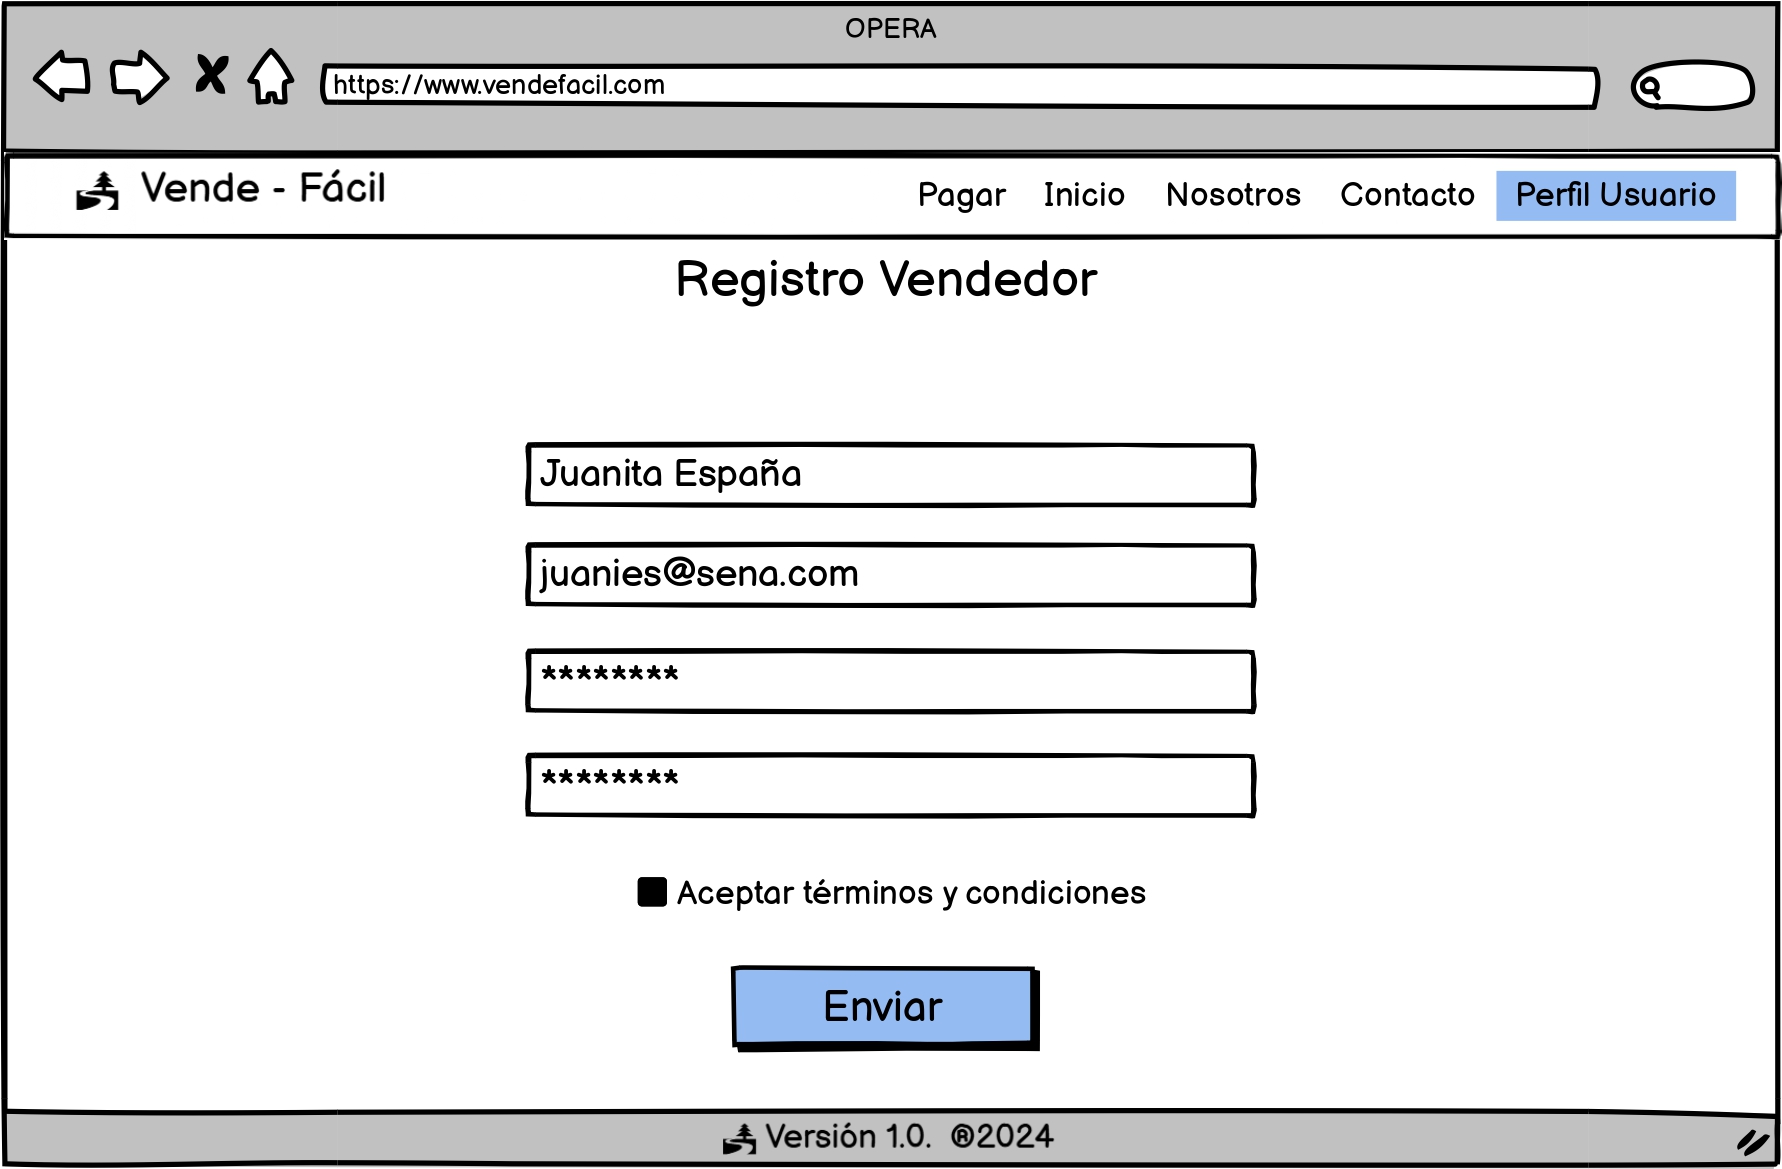 OPERA
https://www.vendefacil.com
Vende - Fácil
Pagar Inicio Nosotros Contacto Perfil Usuario
Registro Vendedor
Juanita España
juanies@sena.com
********
********
Aceptar términos y condiciones
Enviar
Versión 1.0. ®2024